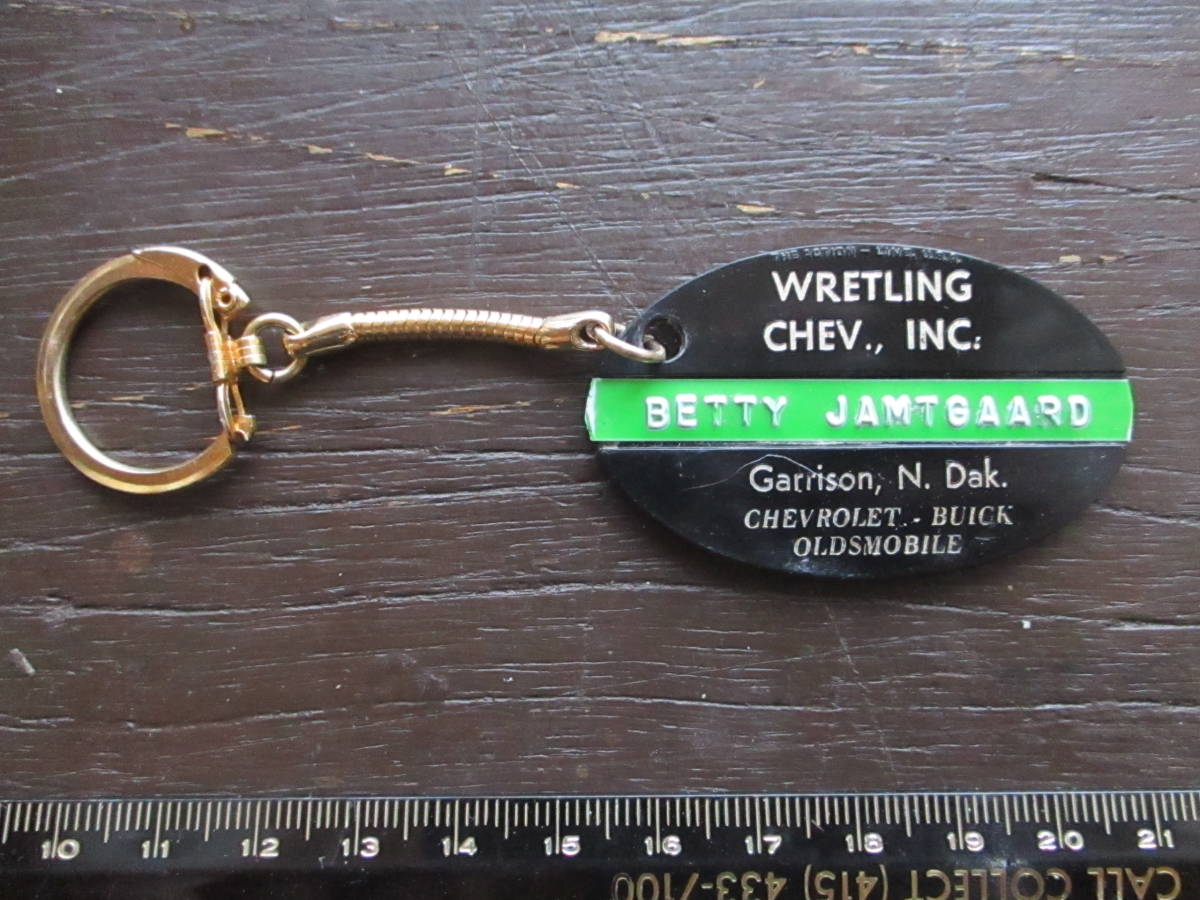 WRETLING
CHEV., INC.
BETTY JAMTGAARD
Garrison, N. Dak.
CHEVROLET - BUICK
OLDSMOBILE
10 11 12 13 14 15 16 17 18 19 20 21
CALL COLLECT (415) 433-7100